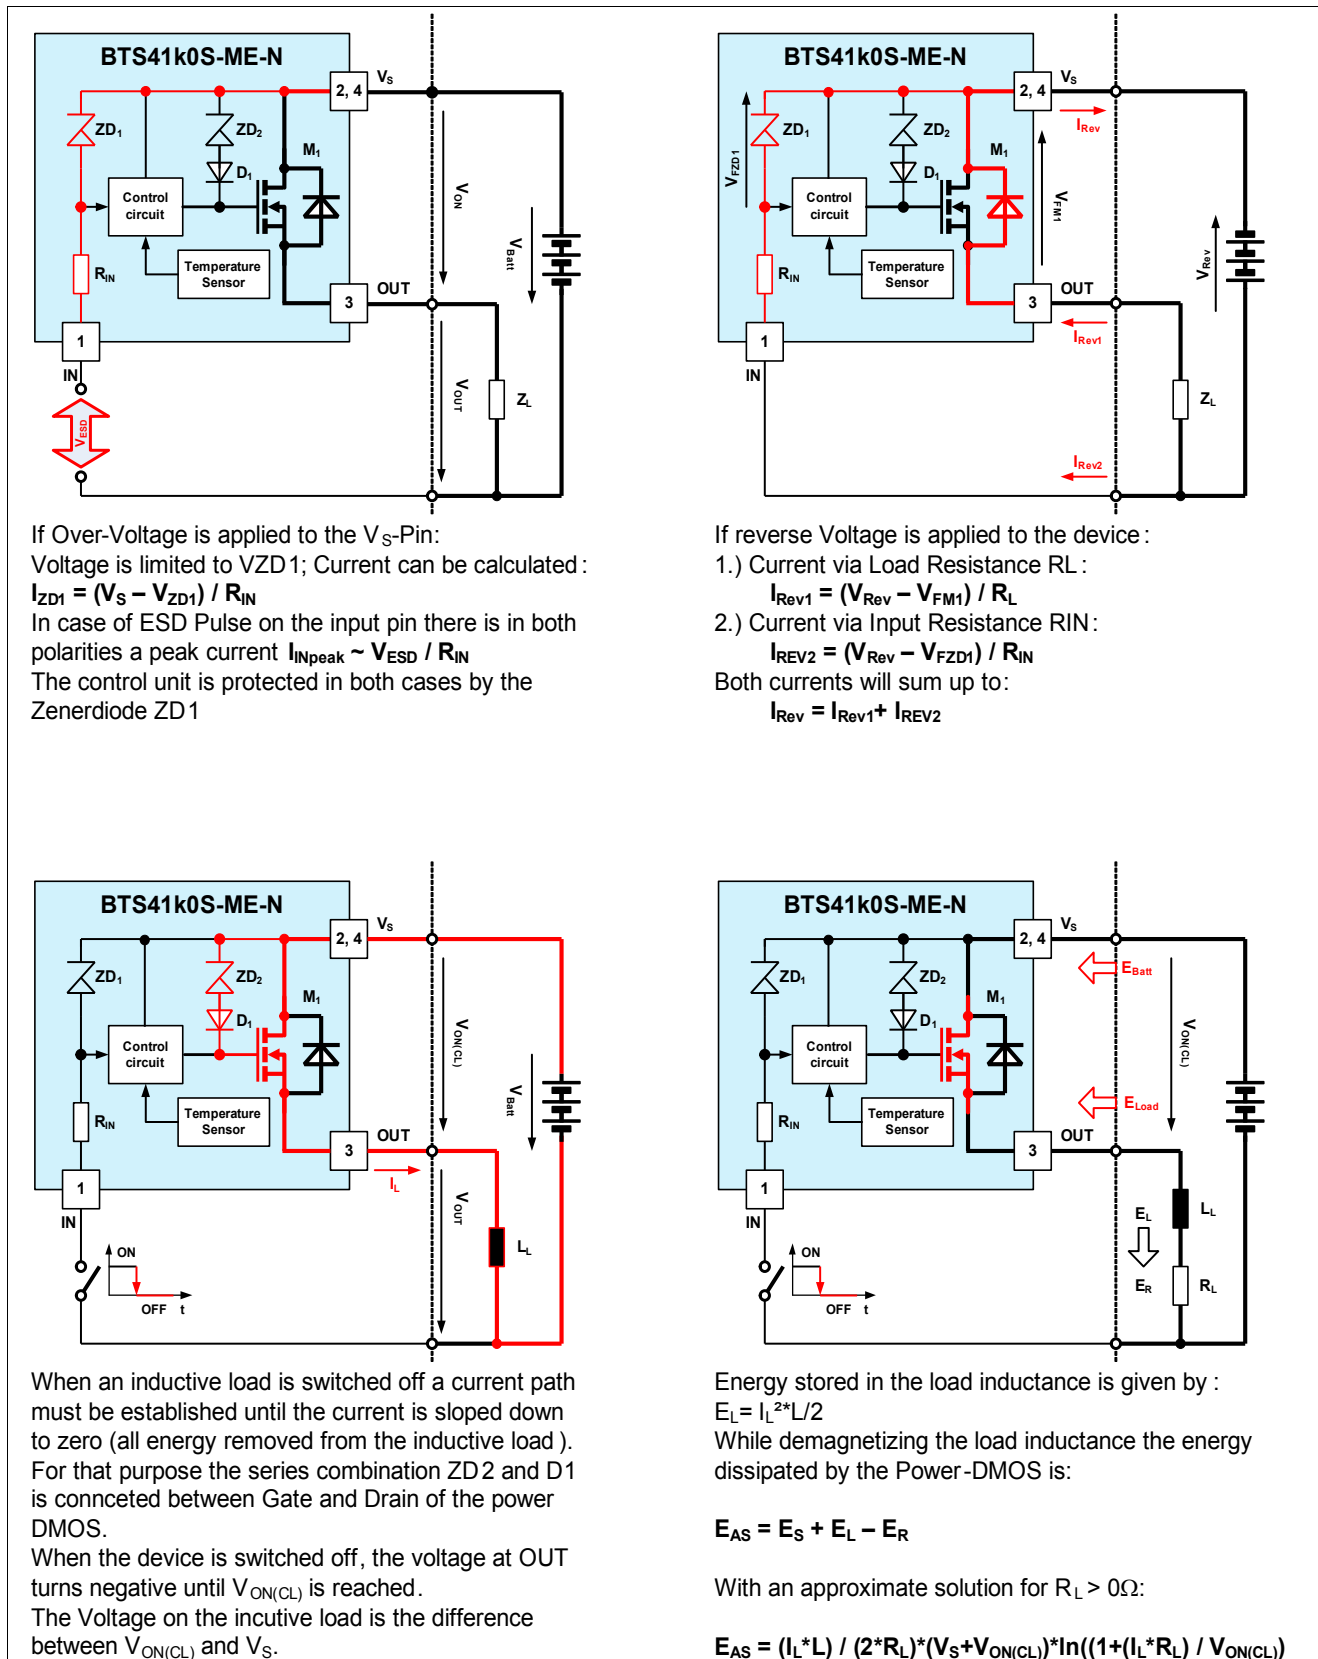 BTS41k0S-ME-N
VS
2, 4
ZD1
ZD2
M1
D1
Control
circuit
VON
VBatt
RIN
Temperature
Sensor
3
OUT
1
IN
VOUT
ZL
VESD
If Over-Voltage is applied to the VS-Pin:
Voltage is limited to VZD1; Current can be calculated:
IZD1 = (VS – VZD1) / RIN
In case of ESD Pulse on the input pin there is in both
polarities a peak current IINpeak ~ VESD / RIN
The control unit is protected in both cases by the
Zenerdiode ZD1
BTS41k0S-ME-N
VS
2, 4
IRev
VFZD1
ZD1
ZD2
M1
D1
Control
circuit
VFM1
VRev
RIN
Temperature
Sensor
3
OUT
IRev1
1
IN
ZL
IRev2
If reverse Voltage is applied to the device:
1.) Current via Load Resistance RL:
IRev1 = (VRev – VFM1) / RL
2.) Current via Input Resistance RIN:
IREV2 = (VRev – VFZD1) / RIN
Both currents will sum up to:
IRev = IRev1+ IREV2
BTS41k0S-ME-N
VS
2, 4
ZD1
ZD2
M1
D1
Control
circuit
VON(CL)
VBatt
RIN
Temperature
Sensor
3
OUT
IL
1
IN
VOUT
LL
ON
OFF t
When an inductive load is switched off a current path
must be established until the current is sloped down
to zero (all energy removed from the inductive load ).
For that purpose the series combination ZD2 and D1
is connceted between Gate and Drain of the power
DMOS.
When the device is switched off, the voltage at OUT
turns negative until VON(CL) is reached.
The Voltage on the incutive load is the difference
between VON(CL) and VS.
BTS41k0S-ME-N
VS
2, 4
EBatt
ZD1
ZD2
M1
D1
Control
circuit
VON(CL)
ELoad
RIN
Temperature
Sensor
3
OUT
1
IN
EL
LL
ER
RL
ON
OFF t
Energy stored in the load inductance is given by :
EL= IL²*L/2
While demagnetizing the load inductance the energy
dissipated by the Power-DMOS is:
EAS = ES + EL – ER
With an approximate solution for RL > 0Ω:
EAS = (IL*L) / (2*RL)*(VS+VON(CL))*ln((1+(IL*RL) / VON(CL))